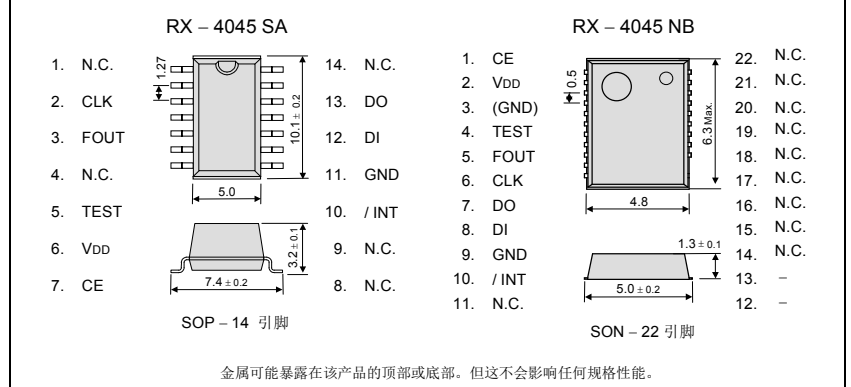 RX – 4045 SA
1. N.C.
2. CLK
3. FOUT
4. N.C.
5. TEST
6. VDD
7. CE
1.27
10.1 ± 0.2
5.0
3.2 ± 0.1
7.4 ± 0.2
14. N.C.
13. DO
12. DI
11. GND
10. / INT
9. N.C.
8. N.C.
SOP – 14 引脚
RX – 4045 NB
1. CE
2. VDD
3. (GND)
4. TEST
5. FOUT
6. CLK
7. DO
8. DI
9. GND
10. / INT
11. N.C.
0.5
6.3 Max.
4.8
1.3 ± 0.1
5.0 ± 0.2
22. N.C.
21. N.C.
20. N.C.
19. N.C.
18. N.C.
17. N.C.
16. N.C.
15. N.C.
14. N.C.
13. –
12. –
SON – 22 引脚
金属可能暴露在该产品的顶部或底部。但这不会影响任何规格性能。